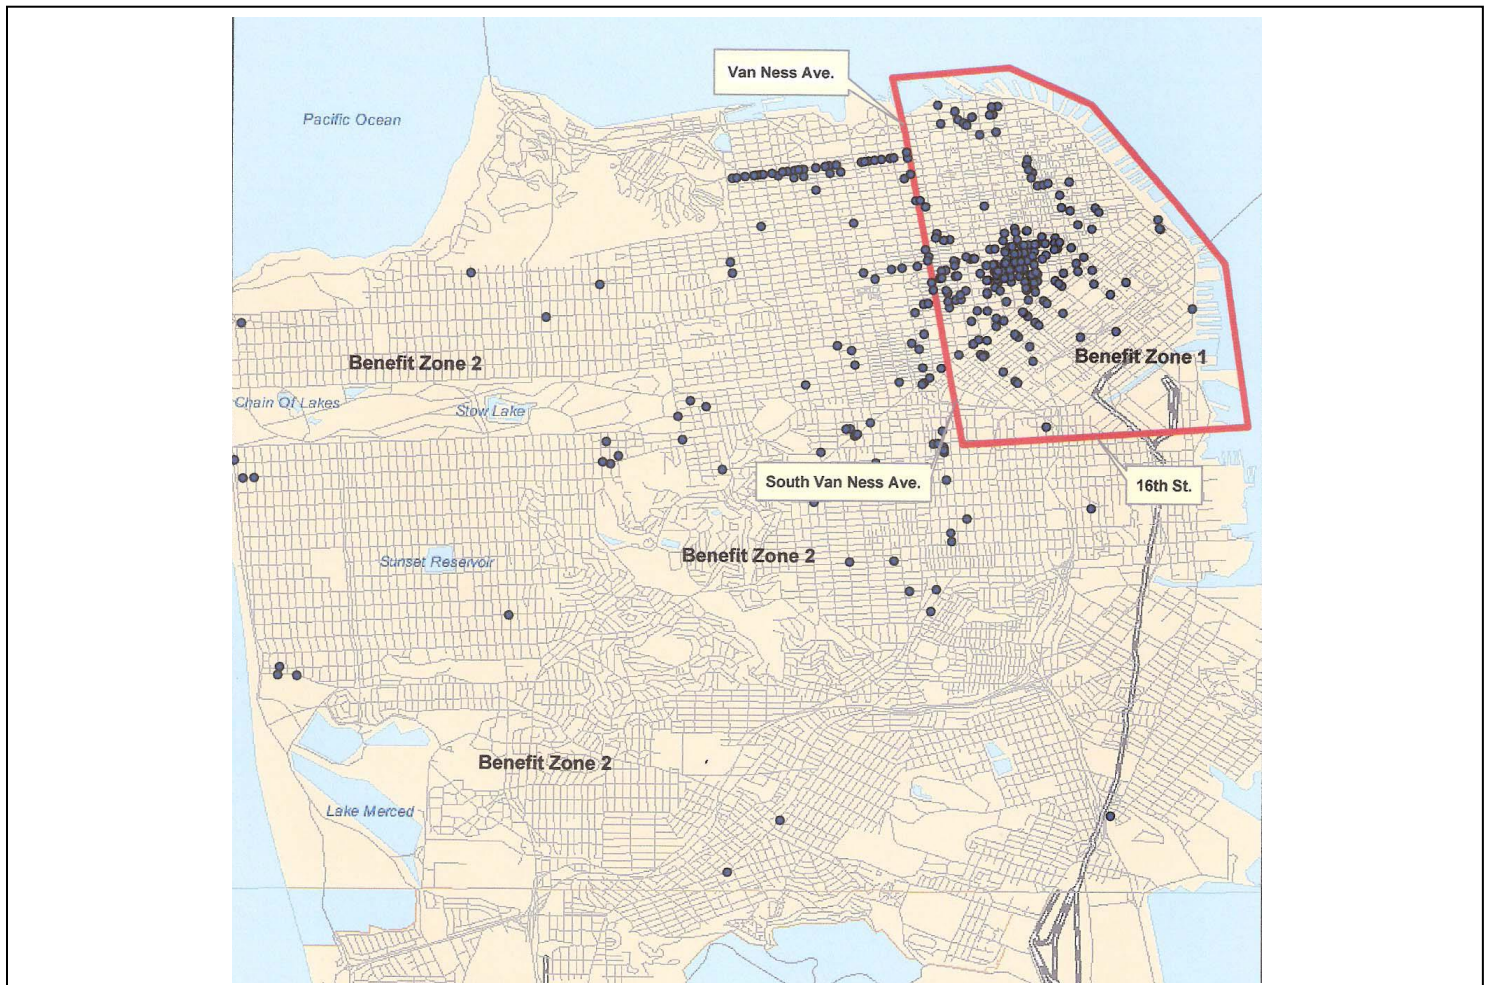 Van Ness Ave.
Pacific Ocean
Benefit Zone 1
Benefit Zone 2
Chain Of Lakes
Stow Lake
South Van Ness Ave.
16th St.
Benefit Zone 2
Sunset Reservoir
Benefit Zone 2
Lake Merced